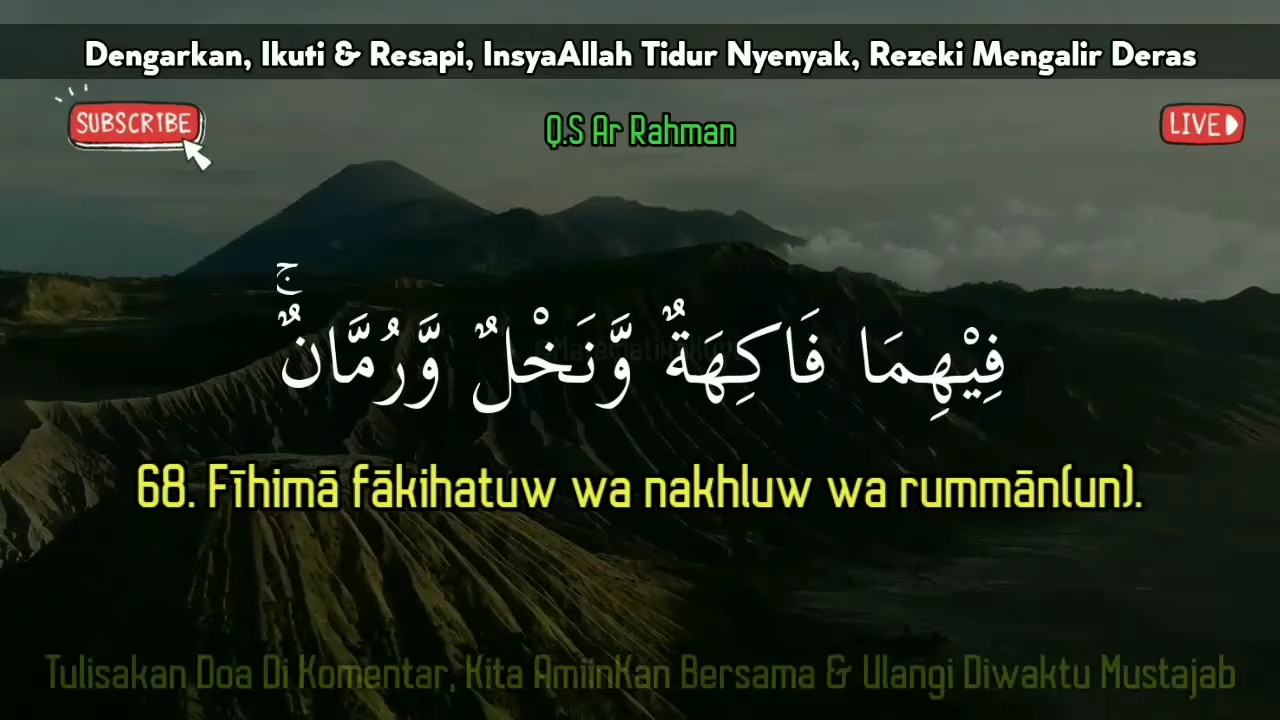 Dengarkan, Ikuti & Resapi, InsyaAllah Tidur Nyenyak, Rezeki Mengalir Deras
SUBSCRIBE
Q.S Ar Rahman
LIVE
فِيْهِمَا فَاكِهَةٌ وَّنَخْلٌ وَّرُمَّانٌۚ
68. Fīhimā fākihatuw wa nakhluw wa rummān(un).
Tulisakan Doa Di Komentar, Kita AmiinKan Bersama & Ulangi Diwaktu Mustajab